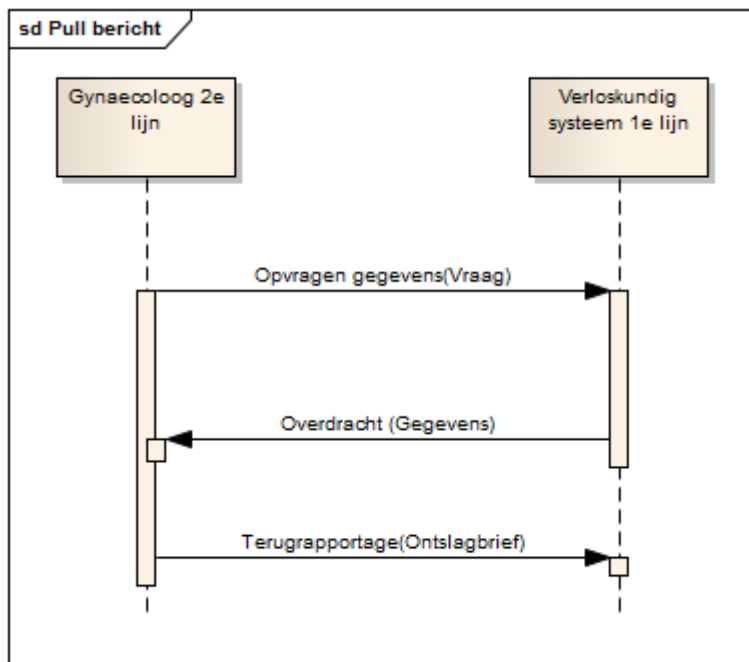 sd Pull bericht
Gynaecoloog 2e
lijn
Verloskundig
systeem 1e lijn
Opvragen gegevens(Vraag)
Overdracht (Gegevens)
Terugrapportage(Ontslagbrief)